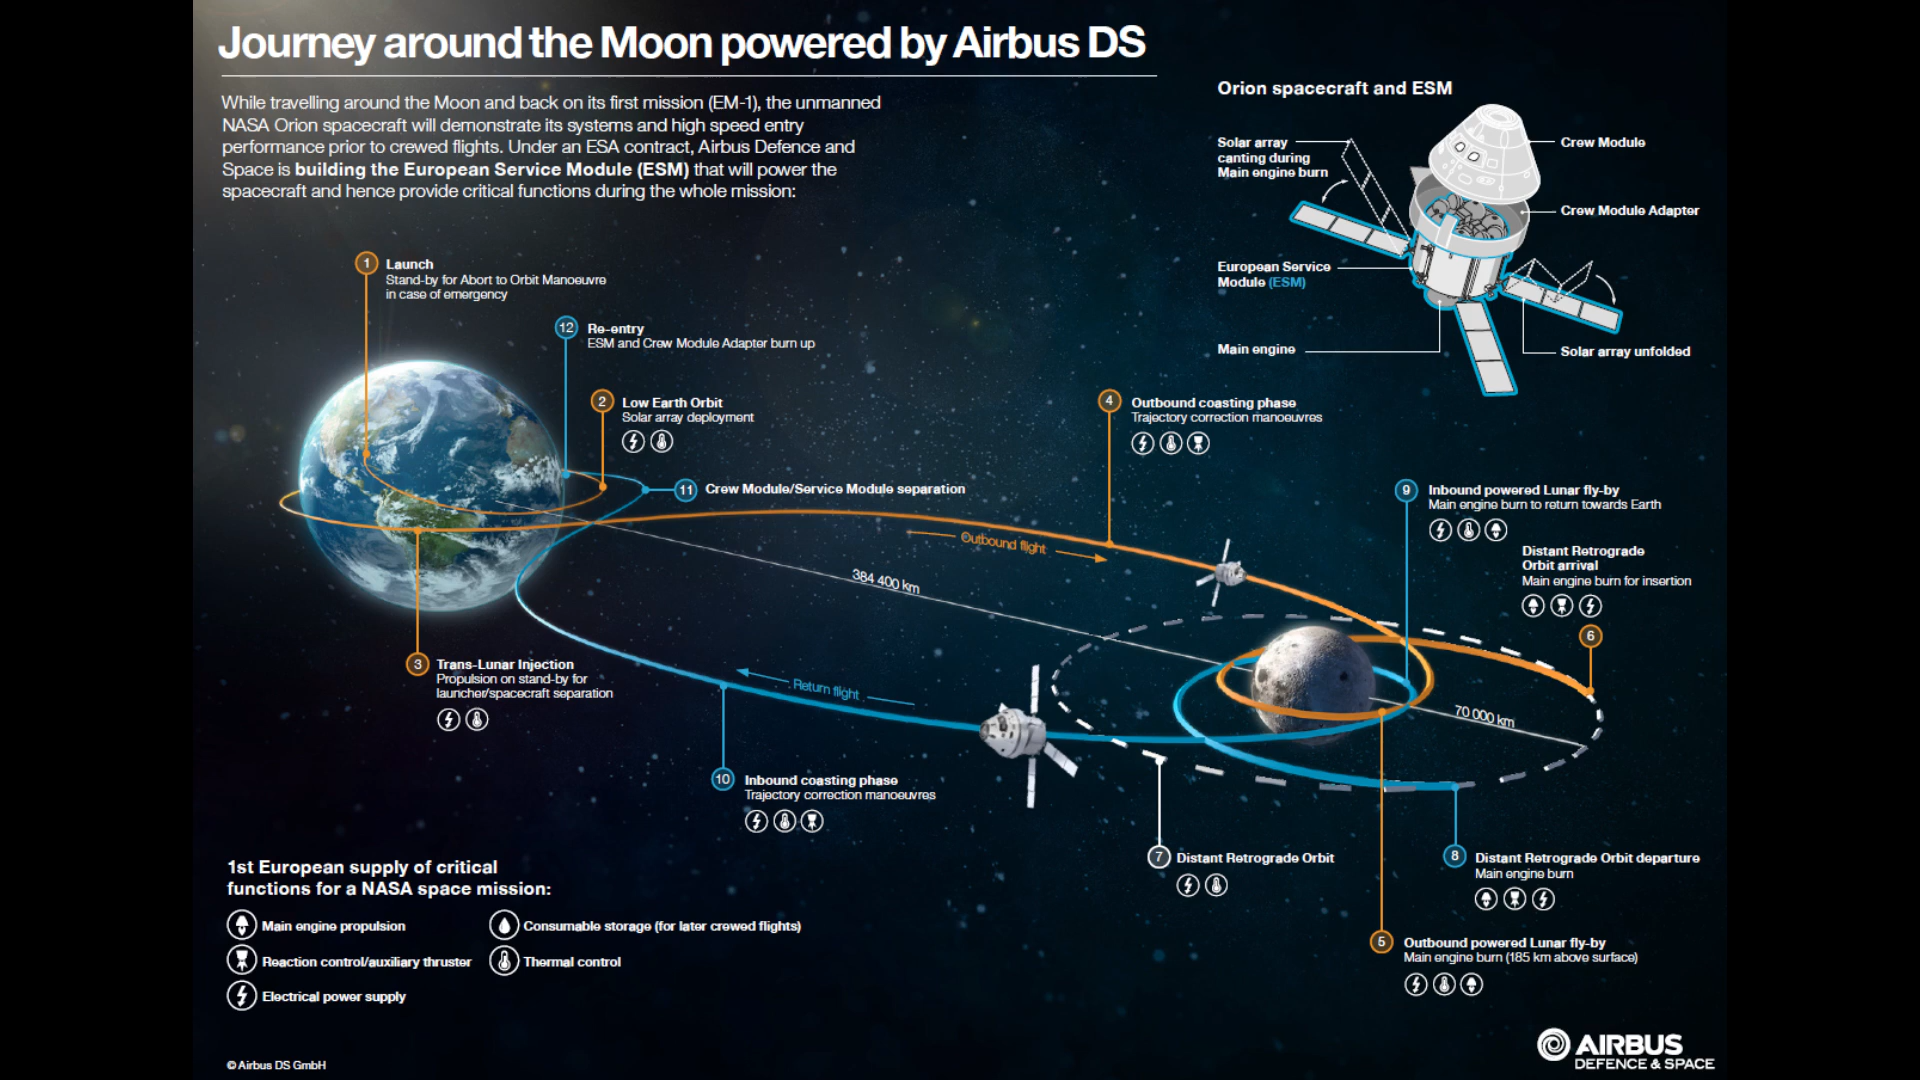 Journey around the Moon powered by Airbus DS
While travelling around the Moon and back on its first mission (EM-1), the unmanned
NASA Orion spacecraft will demonstrate its systems and high speed entry
performance prior to crewed flights. Under an ESA contract, Airbus Defence and
Space is building the European Service Module (ESM) that will power the
spacecraft and hence provide critical functions during the whole mission:
Orion spacecraft and ESM
Solar array
canting during
Main engine burn
Crew Module
Crew Module Adapter
European Service
Module (ESM)
Main engine
Solar array unfolded
1 Launch
Stand-by for Abort to Orbit Manoeuvre
in case of emergency
12 Re-entry
ESM and Crew Module Adapter burn up
2 Low Earth Orbit
Solar array deployment
4 Outbound coasting phase
Trajectory correction manoeuvres
11 Crew Module/Service Module separation
9 Inbound powered Lunar fly-by
Main engine burn to return towards Earth
Outbound flight
Distant Retrograde
Orbit arrival
Main engine burn for insertion
6
384 400 km
3 Trans-Lunar Injection
Propulsion on stand-by for
launcher/spacecraft separation
Return flight
70 000 km
10 Inbound coasting phase
Trajectory correction manoeuvres
7 Distant Retrograde Orbit
8 Distant Retrograde Orbit departure
Main engine burn
5 Outbound powered Lunar fly-by
Main engine burn (185 km above surface)
1st European supply of critical
functions for a NASA space mission:
Main engine propulsion
Consumable storage (for later crewed flights)
Reaction control/auxiliary thruster
Thermal control
Electrical power supply
© Airbus DS GmbH
AIRBUS
DEFENCE & SPACE